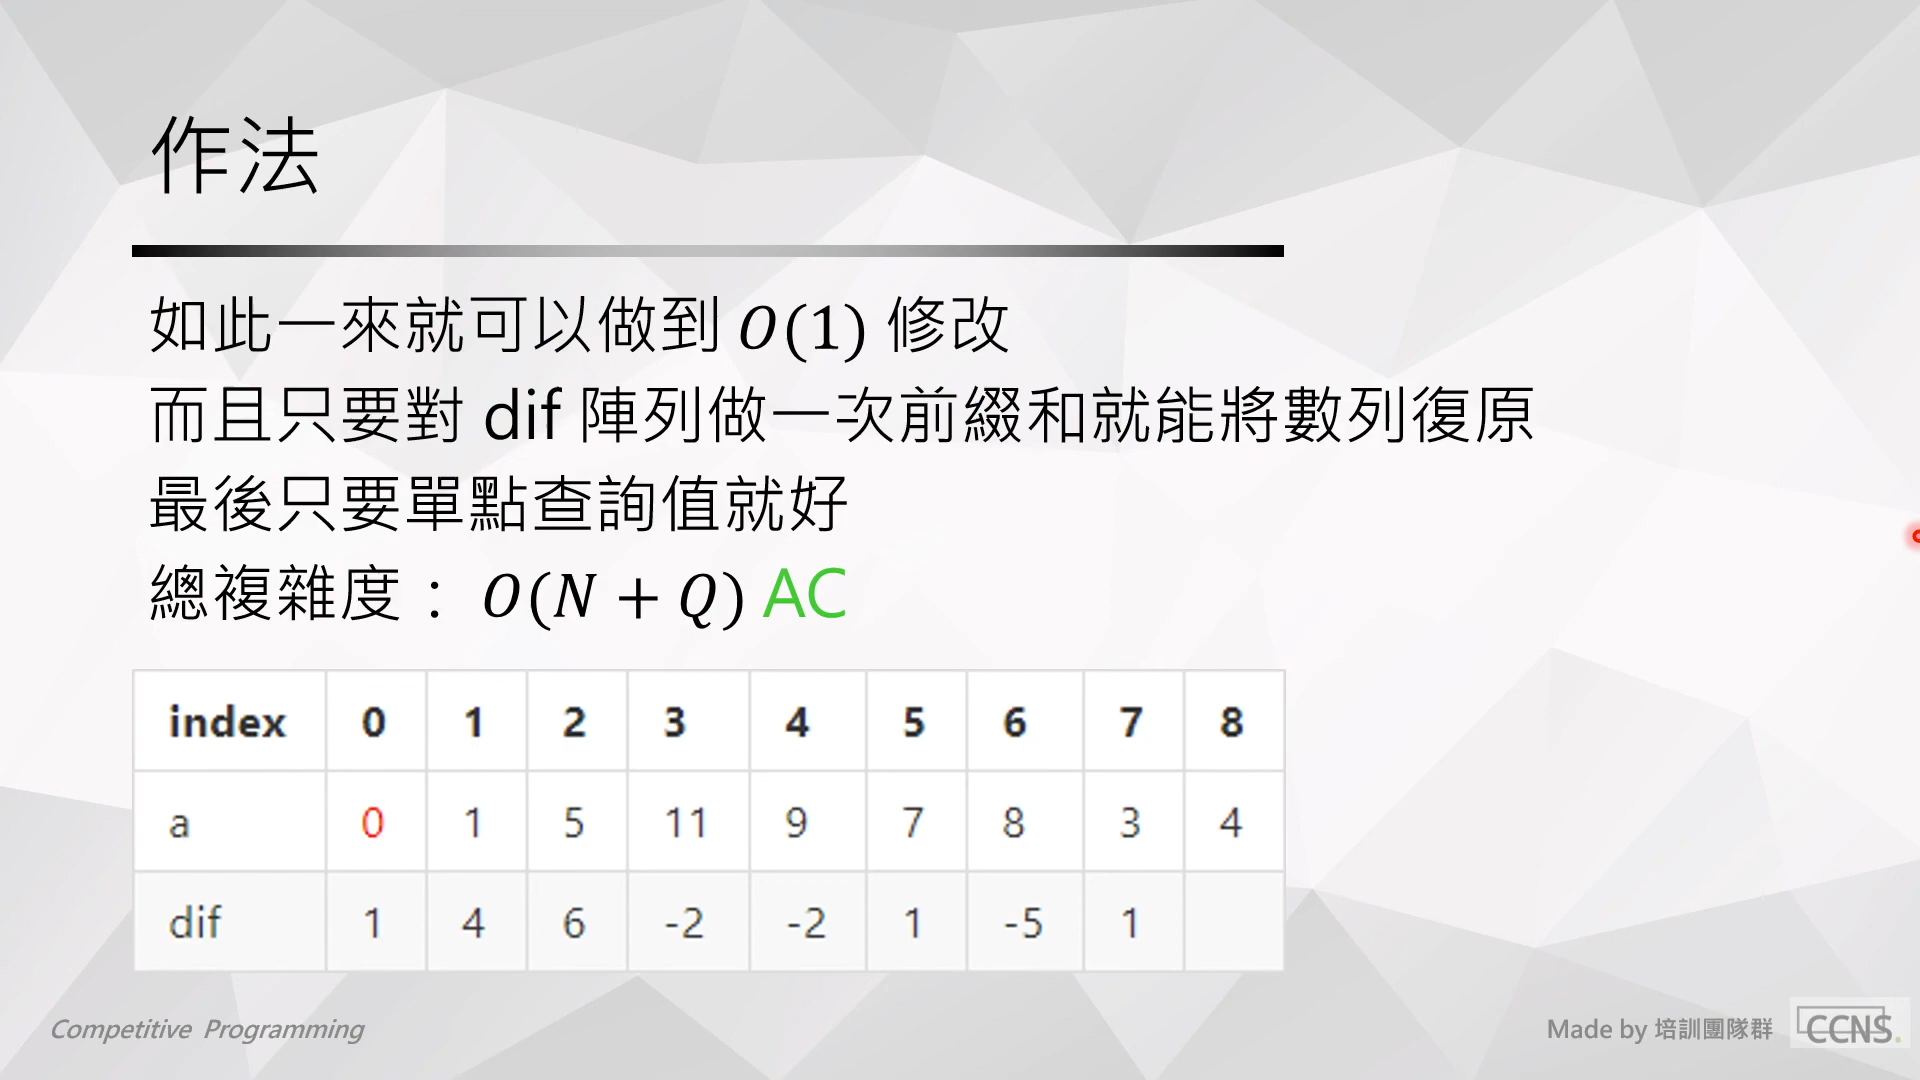 作法
如此一來就可以做到 O(1) 修改
而且只要對 dif 陣列做一次前綴和就能將數列復原
最後只要單點查詢值就好
總複雜度： O(N + Q) AC
index 0 1 2 3 4 5 6 7 8
a 0 1 5 11 9 7 8 3 4
dif 1 4 6 -2 -2 1 -5 1
Competitive Programming
Made by 培訓團隊群
CCNS.